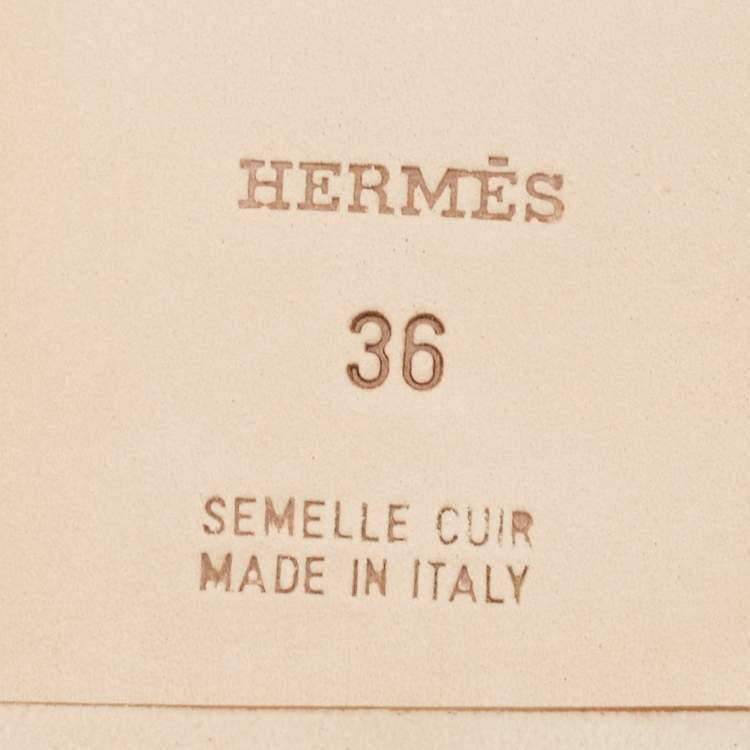 HERMÈS
36
SEMELLE CUIR
MADE IN ITALY